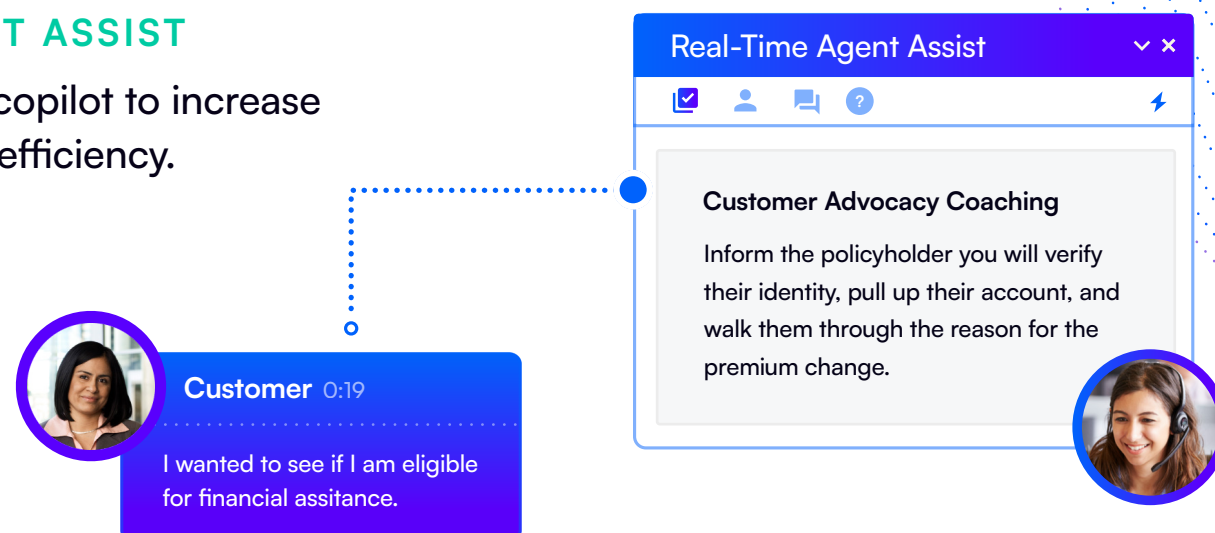 T ASSIST
copilot to increase
efficiency.
Real-Time Agent Assist
?
Customer Advocacy Coaching
Inform the policyholder you will verify
their identity, pull up their account, and
walk them through the reason for the
premium change.
Customer 0:19
I wanted to see if I am eligible
for financial assitance.